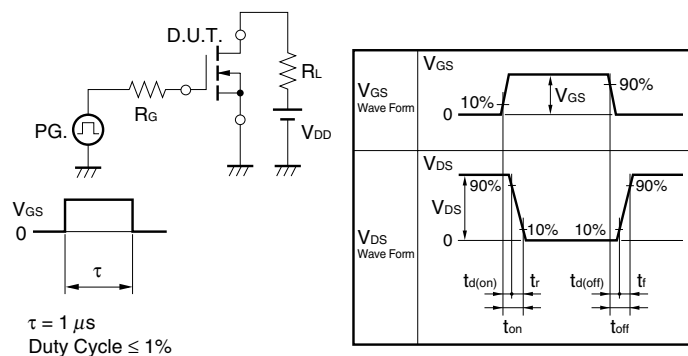 D.U.T.
RL
RG
PG.
VDD
VGS
0
τ
τ = 1 μs
Duty Cycle ≤ 1%
VGS
Wave Form
VGS
10%
VGS
90%
0
VDS
Wave Form
VDS
90%
90%
VDS
10%
10%
0
td(on)
tr
td(off)
tf
ton
toff